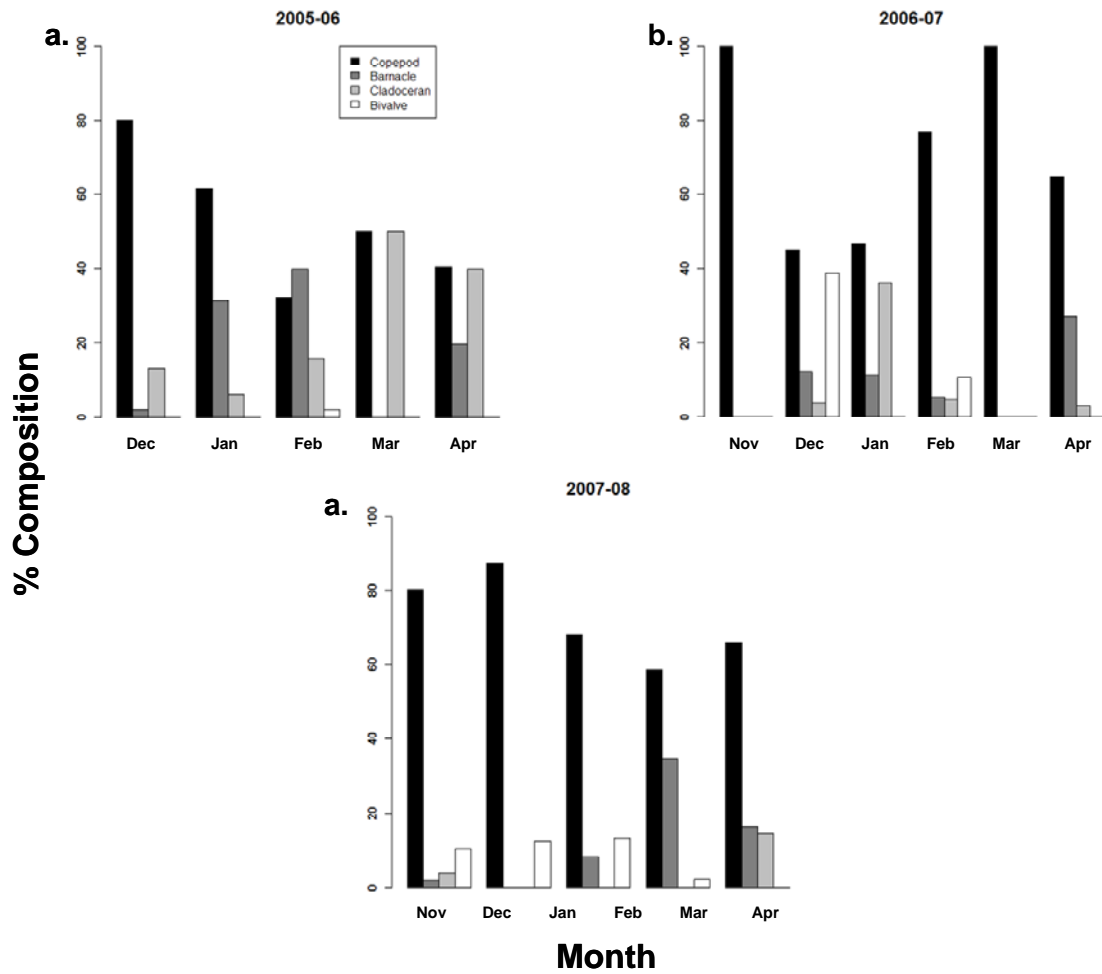 2005-06
a.
100
80
60
40
20
0
Copepod
Barnacle
Cladoceran
Bivalve
Dec Jan Feb Mar Apr
2006-07
b.
100
80
60
40
20
0
Nov Dec Jan Feb Mar Apr
2007-08
a.
100
80
60
40
20
0
Nov Dec Jan Feb Mar Apr
% Composition
Month